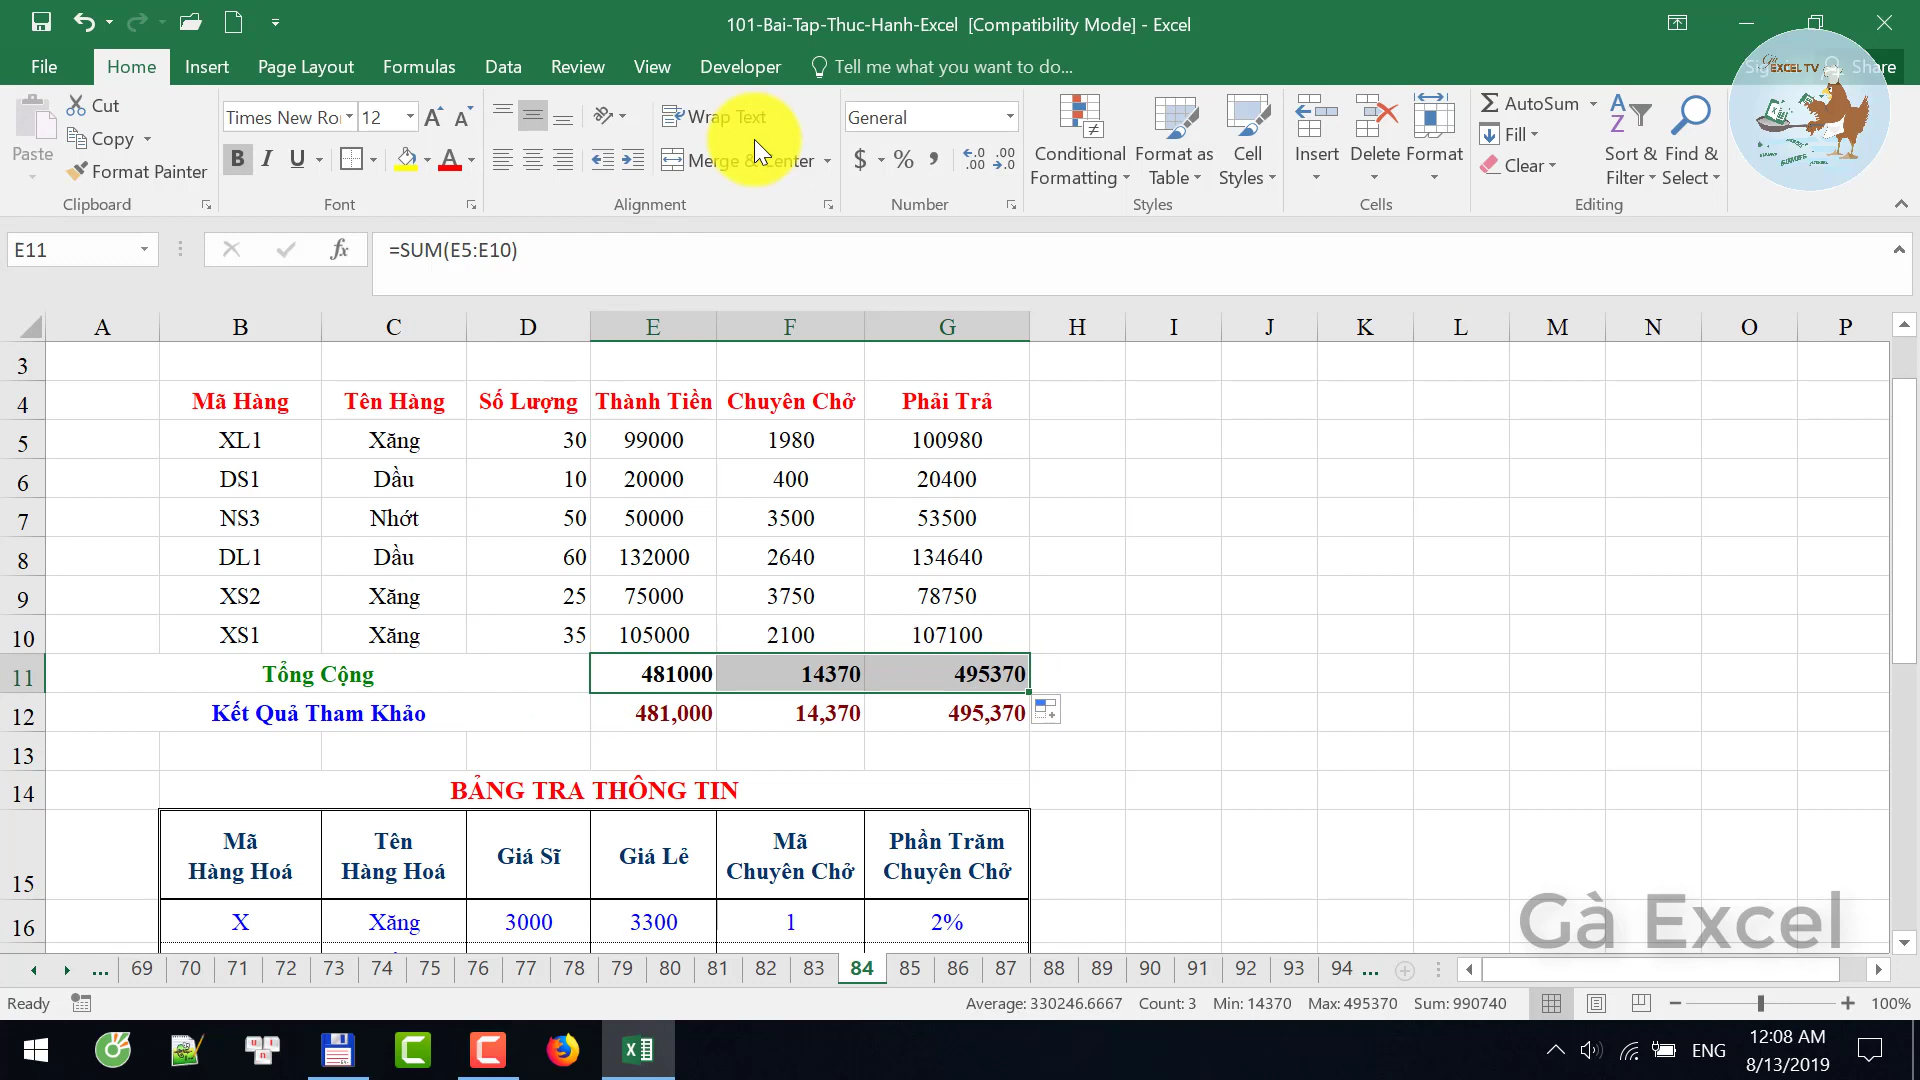 101-Bai-Tap-Thuc-Hanh-Excel [Compatibility Mode] - Excel
File Home Insert Page Layout Formulas Data Review View Developer Tell me what you want to do... Share
EXCEL TV
Paste
Cut
Copy
Format Painter
Clipboard
Times New Ro 12
B I U
Font
Wrap Text
Merge & Center
Alignment
General
$ % ,
Number
Conditional Formatting
Format as Table
Cell Styles
Styles
Insert
Delete
Format
Cells
AutoSum
Fill
Clear
Sort & Filter
Find & Select
Editing
E11 fx =SUM(E5:E10)
A B C D E F G H I J K L M N O P
3
4 Mã Hàng Tên Hàng Số Lượng Thành Tiền Chuyên Chở Phải Trả
5 XL1 Xăng 30 99000 1980 100980
6 DS1 Dầu 10 20000 400 20400
7 NS3 Nhớt 50 50000 3500 53500
8 DL1 Dầu 60 132000 2640 134640
9 XS2 Xăng 25 75000 3750 78750
10 XS1 Xăng 35 105000 2100 107100
11 Tổng Cộng 481000 14370 495370
12 Kết Quả Tham Khảo 481,000 14,370 495,370
13
14 BẢNG TRA THÔNG TIN
15 Mã Hàng Hoá Tên Hàng Hoá Giá Sĩ Giá Lẻ Mã Chuyên Chở Phần Trăm Chuyên Chở
16 X Xăng 3000 3300 1 2%
Gà Excel
... 69 70 71 72 73 74 75 76 77 78 79 80 81 82 83 84 85 86 87 88 89 90 91 92 93 94 ...
Ready Average: 330246.6667 Count: 3 Min: 14370 Max: 495370 Sum: 990740 100%
ENG
12:08 AM
8/13/2019